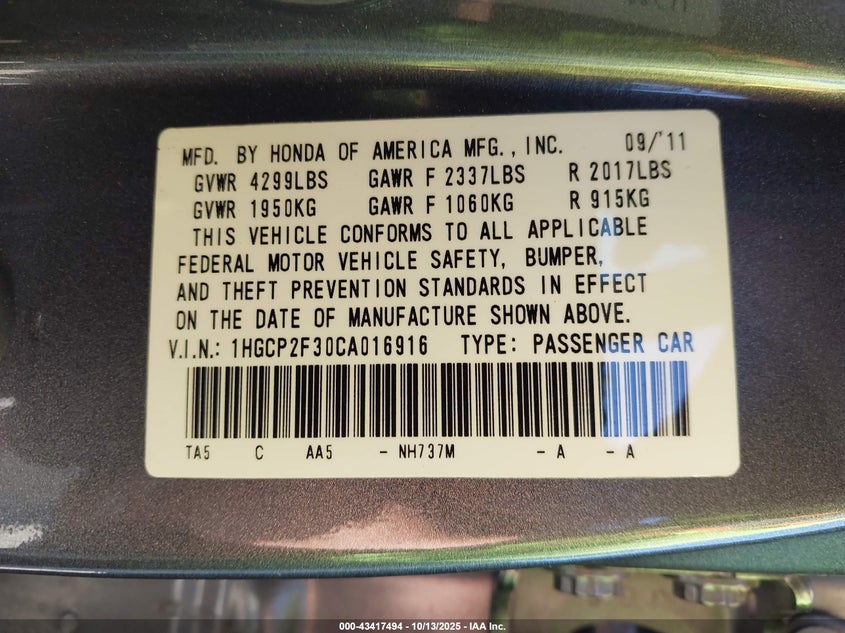 MFD. BY HONDA OF AMERICA MFG., INC. 09/'11
GVWR 4299LBS GAWR F 2337LBS R 2017LBS
GVWR 1950KG GAWR F 1060KG R 915KG
THIS VEHICLE CONFORMS TO ALL APPLICABLE
FEDERAL MOTOR VEHICLE SAFETY, BUMPER,
AND THEFT PREVENTION STANDARDS IN EFFECT
ON THE DATE OF MANUFACTURE SHOWN ABOVE.
V.I.N.: 1HGCP2F30CA016916 TYPE: PASSENGER CAR
TA5 C AA5 - NH737M - A - A
000-43417494 - 10/13/2025 - IAA Inc.